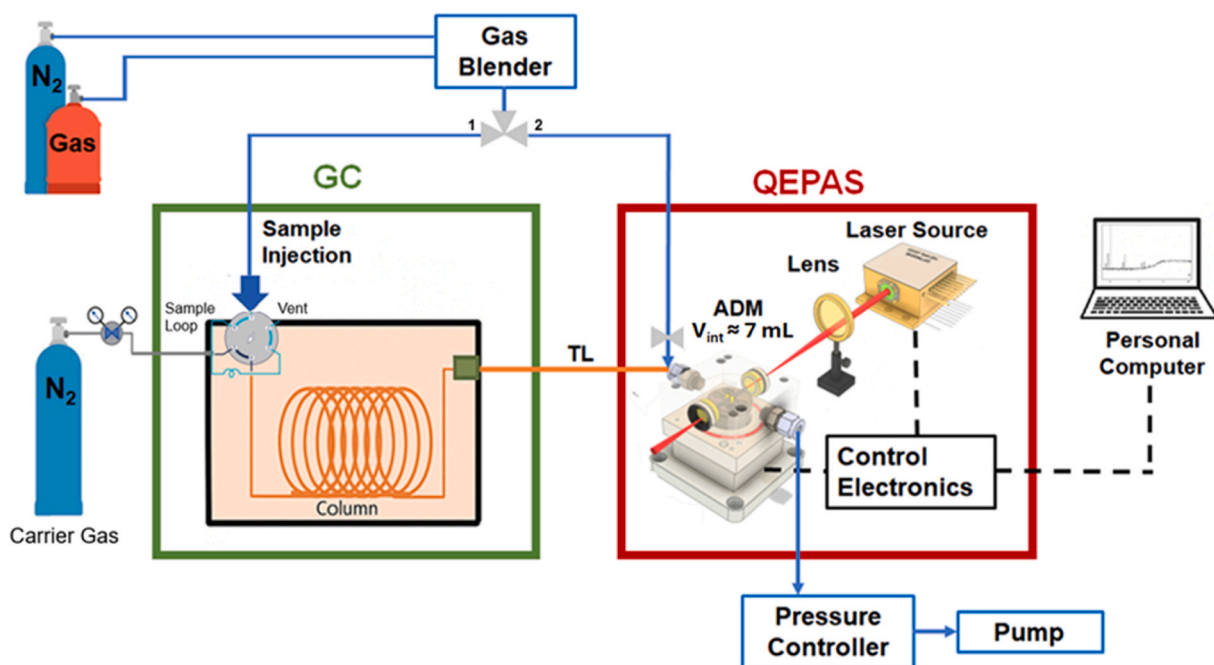 Gas
Blender
N2
Gas
1
2
GC
QEPAS
Sample
Injection
Laser Source
Lens
Sample
Loop
Vent
ADM
Vint ≈ 7 mL
TL
Personal
Computer
N2
Control
Electronics
Column
Carrier Gas
Pressure
Controller
Pump